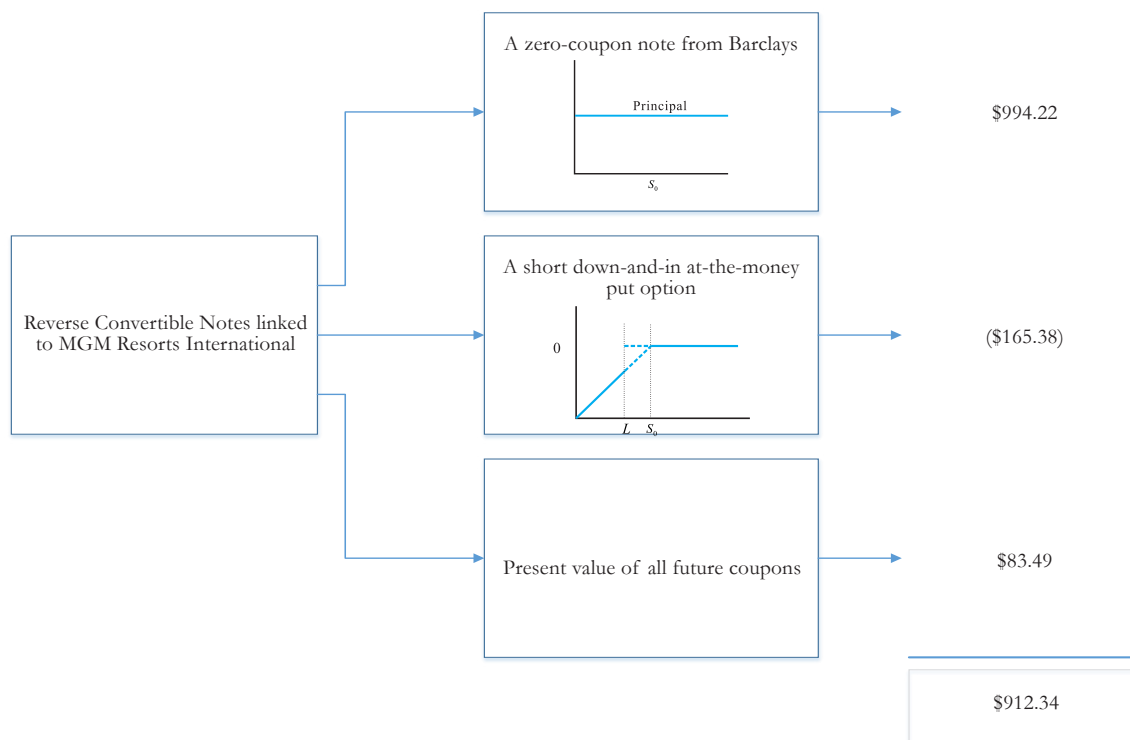 A zero-coupon note from Barclays
Principal
S₀
$994.22
Reverse Convertible Notes linked
to MGM Resorts International
A short down-and-in at-the-money
put option
0
L S₀
($165.38)
Present value of all future coupons
$83.49
$912.34